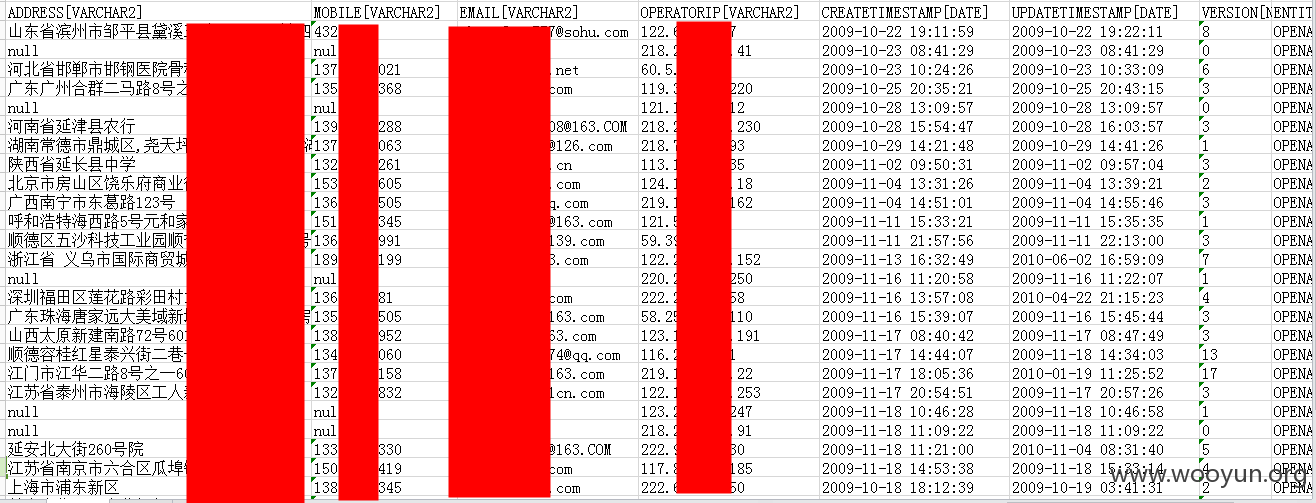 ADDRESS[VARCHAR2] MOBILE[VARCHAR2] EMAIL[VARCHAR2] OPERATORIP[VARCHAR2] CREATETIMESTAMP[DATE] UPDATETIMESTAMP[DATE] VERSION[N ENTITI
山东省滨州市邹平县黛溪 432 @sohu.com 122.6 7 2009-10-22 19:11:59 2009-10-22 19:22:11 8 OPENA
null nul 218.2 .41 2009-10-23 08:41:29 2009-10-23 08:41:29 0 OPENA
河北省邯郸市邯钢医院骨科 137 021 .net 60.5. 2009-10-23 10:24:26 2009-10-23 10:33:09 6 OPENA
广东广州合群二马路8号之 135 368 com 119.3 220 2009-10-25 20:35:21 2009-10-25 20:43:15 3 OPENA
null nul 121.1 12 2009-10-28 13:09:57 2009-10-28 13:09:57 0 OPENA
河南省延津县农行 139 288 08@163.COM 218.2 .230 2009-10-28 15:54:47 2009-10-28 16:03:57 3 OPENA
湖南常德市鼎城区,尧天坪 137 063 @126.com 218.7 93 2009-10-29 14:21:48 2009-10-29 14:41:26 1 OPENA
陕西省延长县中学 132 261 .cn 113.1 35 2009-11-02 09:50:31 2009-11-02 09:57:04 3 OPENA
北京市房山区饶乐府商业街 153 605 .com 124.1 .18 2009-11-04 13:31:26 2009-11-04 13:39:21 2 OPENA
广西南宁市东葛路123号 136 505 q.com 219.1 162 2009-11-04 14:51:01 2009-11-04 14:55:46 3 OPENA
呼和浩特海西路5号元和家 151 345 @163.com 121.5 2009-11-11 15:33:21 2009-11-11 15:35:35 1 OPENA
顺德区五沙科技工业园顺 号 136 991 139.com 59.39 2009-11-11 21:57:56 2009-11-11 22:13:00 3 OPENA
浙江省 义乌市国际商贸城 189 199 3.com 122.2 .152 2009-11-13 16:32:49 2010-06-02 16:59:09 7 OPENA
null 220.2 250 2009-11-16 11:20:58 2009-11-16 11:22:07 1 OPENA
深圳福田区莲花路彩田村 136 81 com 222.2 58 2009-11-16 13:57:08 2010-04-22 21:15:23 4 OPENA
广东珠海唐家远大美域新 号 135 505 163.com 58.25 110 2009-11-16 15:39:07 2009-11-16 15:45:44 3 OPENA
山西太原新建南路72号601 138 952 63.com 123.1 .191 2009-11-17 08:40:42 2009-11-17 08:47:49 3 OPENA
顺德容桂红星泰兴街二巷 134 060 74@qq.com 116.2 1 2009-11-17 14:44:07 2009-11-18 14:34:03 13 OPENA
江门市江华二路8号之一60 137 158 163.com 219.1 .22 2009-11-17 18:05:36 2010-01-19 11:25:52 17 OPENA
江苏省泰州市海陵区工人 132 832 1cn.com 122.1 .253 2009-11-17 20:54:51 2009-11-17 20:57:26 3 OPENA
null nul 123.2 247 2009-11-18 10:46:28 2009-11-18 10:46:58 1 OPENA
null nul 218.2 .91 2009-11-18 11:09:22 2009-11-18 11:09:22 0 OPENA
延安北大街260号院 133 330 @163.COM 222.9 30 2009-11-18 11:21:00 2010-11-04 08:31:40 5 OPENA
江苏省南京市六合区瓜埠 150 419 .com 117.8 185 2009-11-18 14:53:38 2009-11-18 15:33:14 4 OPENA
上海市浦东新区 138 345 .com 222.6 50 2009-11-18 18:12:39 2010-10-19 03:41:3 2 OPENA
www.wooyun.org